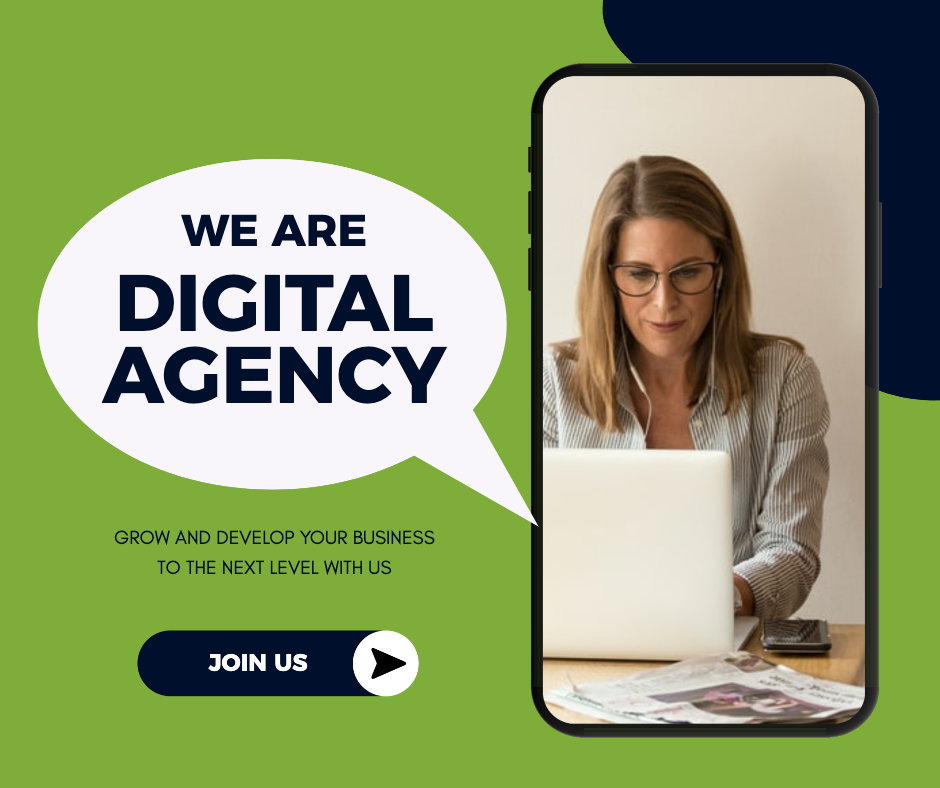 WE ARE
DIGITAL
AGENCY
GROW AND DEVELOP YOUR BUSINESS
TO THE NEXT LEVEL WITH US
JOIN US